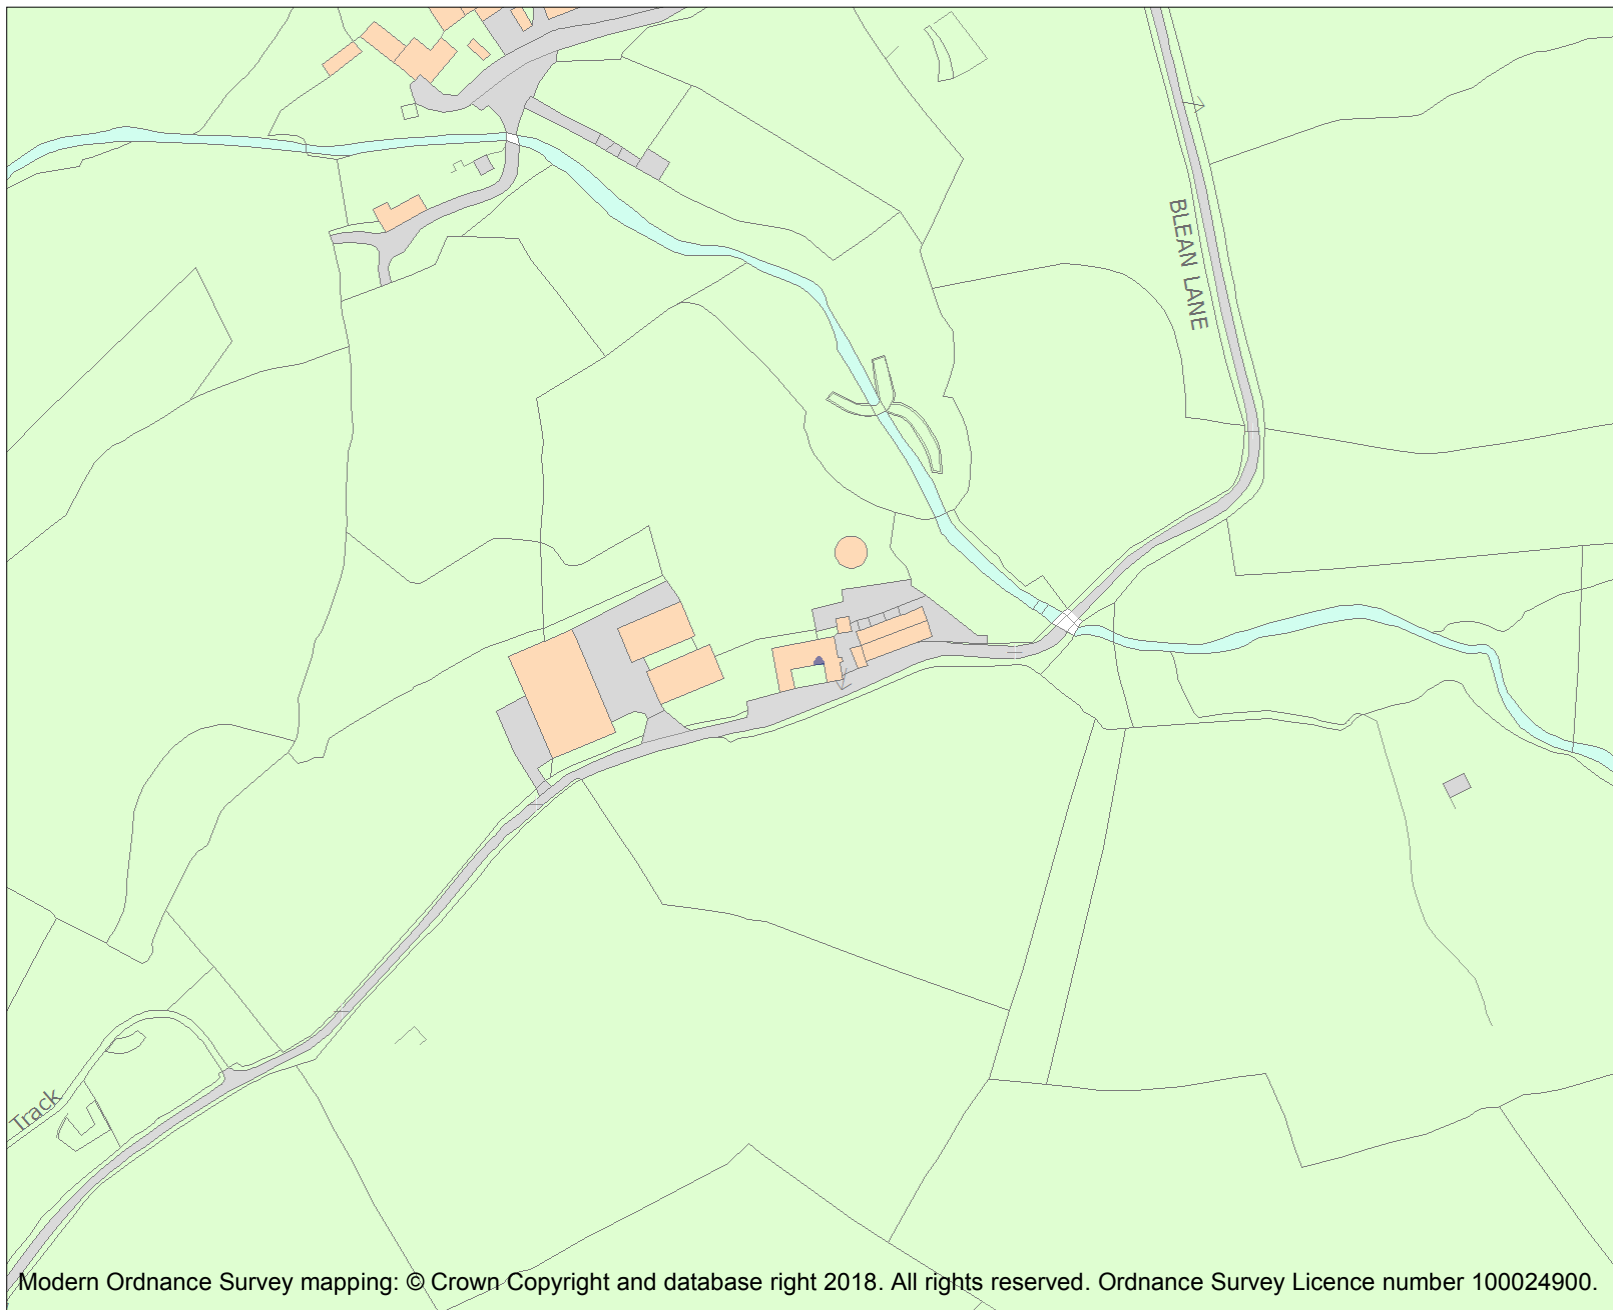 BLEAN LANE
Track
Modern Ordnance Survey mapping: © Crown Copyright and database right 2018. All rights reserved. Ordnance Survey Licence number 100024900.